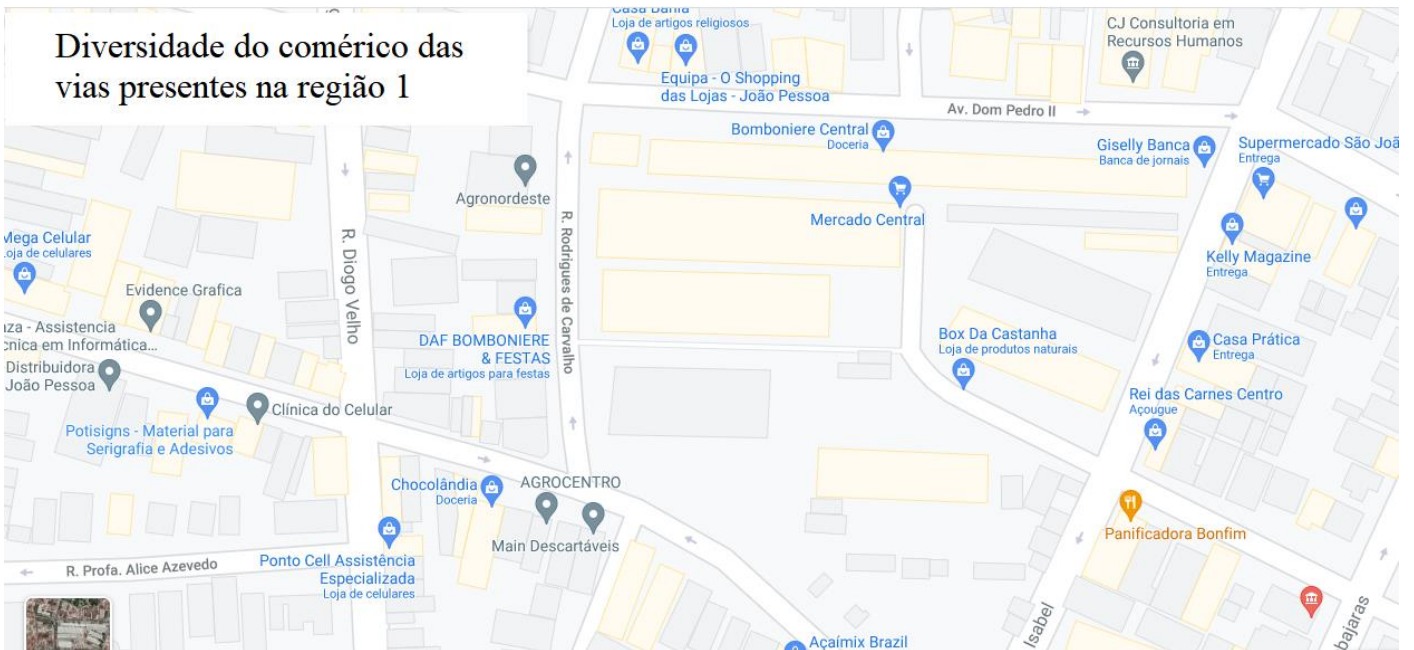 Diversidade do comérico das
vias presentes na região 1
Casa Bahia
Loja de artigos religiosos
Equipa - O Shopping
das Lojas - João Pessoa
CJ Consultoria em
Recursos Humanos
Av. Dom Pedro II
Bomboniere Central
Doceria
Giselly Banca
Banca de jornais
Supermercado São Joã
Entrega
Agronordeste
Mercado Central
Mega Celular
Loja de celulares
R. Diogo Velho
R. Rodrigues de Carvalho
Kelly Magazine
Entrega
Evidence Grafica
aza - Assistencia
cnica em Informática...
DAF BOMBONIERE
& FESTAS
Loja de artigos para festas
Box Da Castanha
Loja de produtos naturais
Casa Prática
Entrega
Distribuidora
João Pessoa
Clínica do Celular
Rei das Carnes Centro
Açougue
Potisigns - Material para
Serigrafia e Adesivos
Chocolândia
Doceria
AGROCENTRO
Main Descartáveis
Panificadora Bonfim
Ponto Cell Assistência
Especializada
Loja de celulares
R. Profa. Alice Azevedo
Isabel
bajaras
Açaímix Brazil